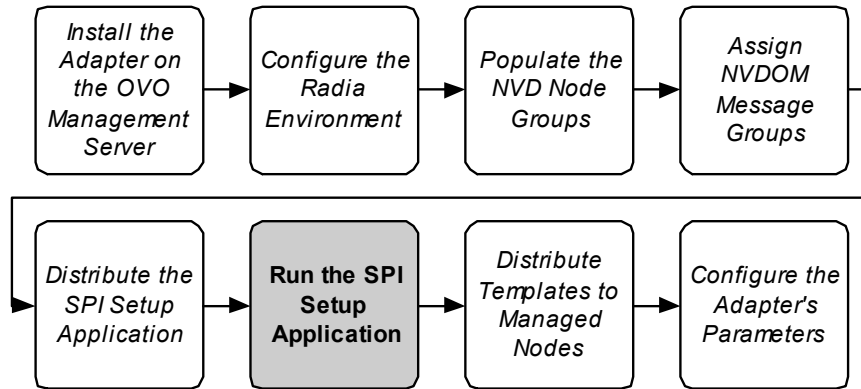 Install the
Adapter on
the OVO
Management
Server
Configure the
Radia
Environment
Populate the
NVD Node
Groups
Assign
NVDOM
Message
Groups
Distribute the
SPI Setup
Application
Run the SPI
Setup
Application
Distribute
Templates to
Managed
Nodes
Configure the
Adapter's
Parameters